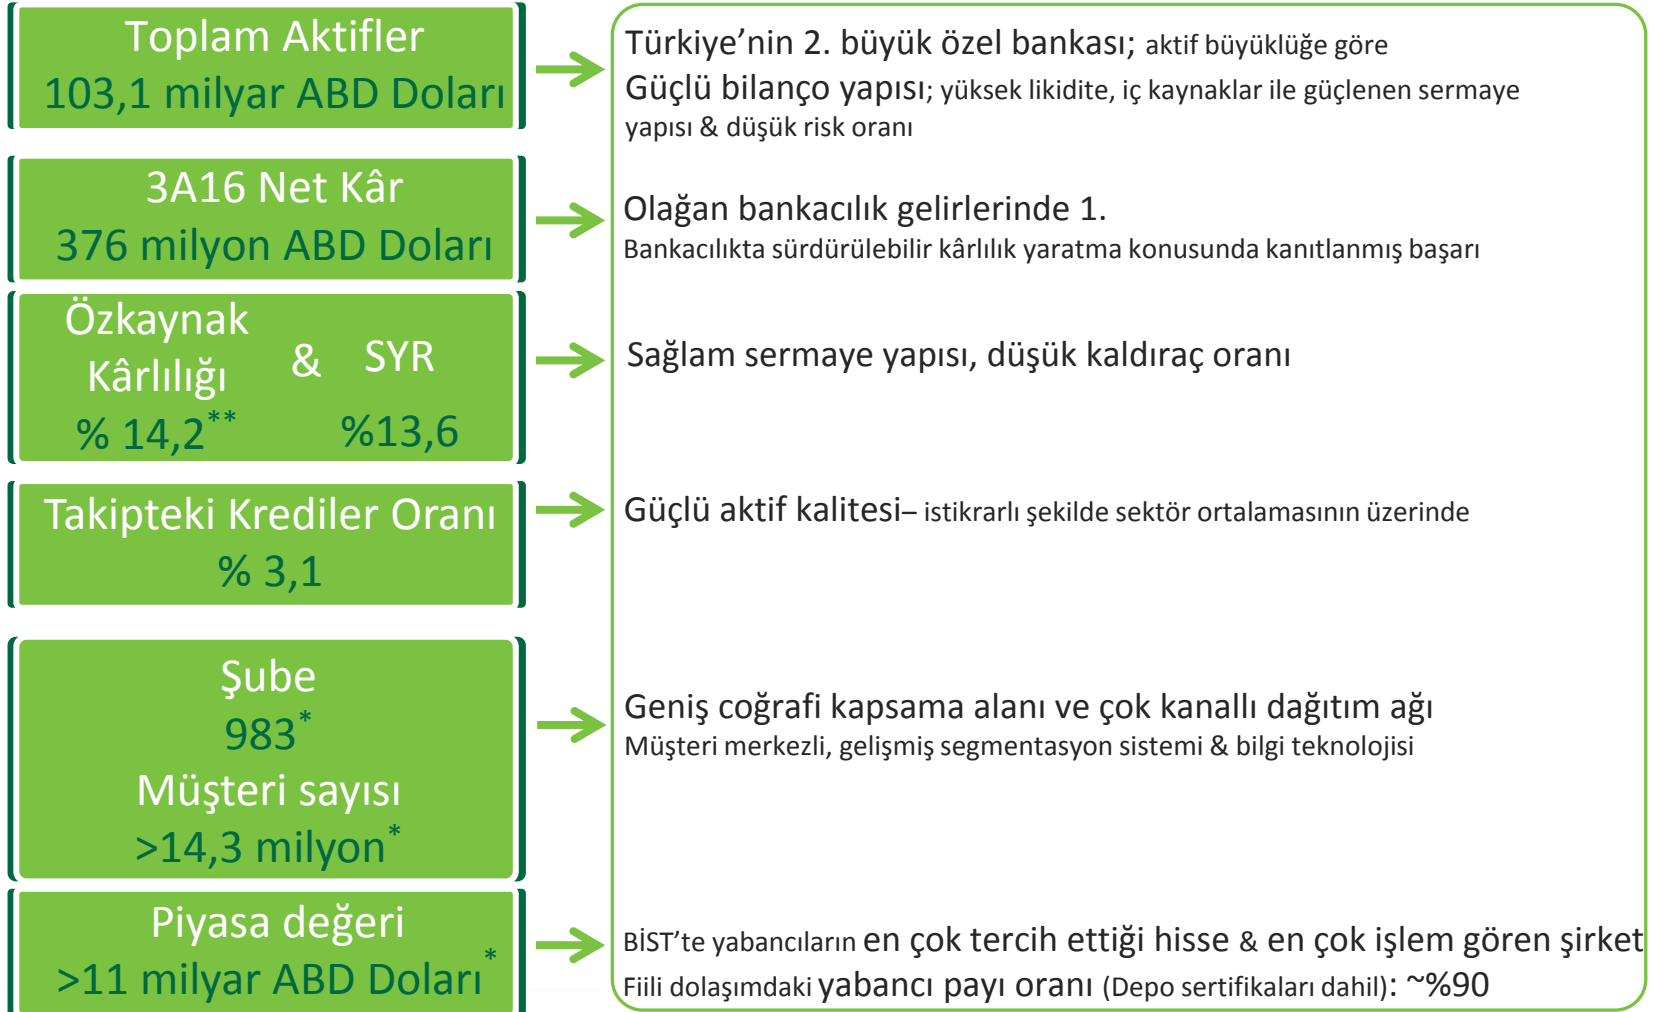 Toplam Aktifler
103,1 milyar ABD Doları
Türkiye’nin 2. büyük özel bankası; aktif büyüklüğe göre
Güçlü bilanço yapısı; yüksek likidite, iç kaynaklar ile güçlenen sermaye
yapısı & düşük risk oranı
3A16 Net Kâr
376 milyon ABD Doları
Olağan bankacılık gelirlerinde 1.
Bankacılıkta sürdürülebilir kârlılık yaratma konusunda kanıtlanmış başarı
Özkaynak
Kârlılığı & SYR
% 14,2** %13,6
Sağlam sermaye yapısı, düşük kaldıraç oranı
Takipteki Krediler Oranı
% 3,1
Güçlü aktif kalitesi– istikrarlı şekilde sektör ortalamasının üzerinde
Şube
983*
Müşteri sayısı
>14,3 milyon*
Geniş coğrafi kapsama alanı ve çok kanallı dağıtım ağı
Müşteri merkezli, gelişmiş segmentasyon sistemi & bilgi teknolojisi
Piyasa değeri
>11 milyar ABD Doları*
BİST’te yabancıların en çok tercih ettiği hisse & en çok işlem gören şirket
Fiili dolaşımdaki yabancı payı oranı (Depo sertifikaları dahil): ~%90